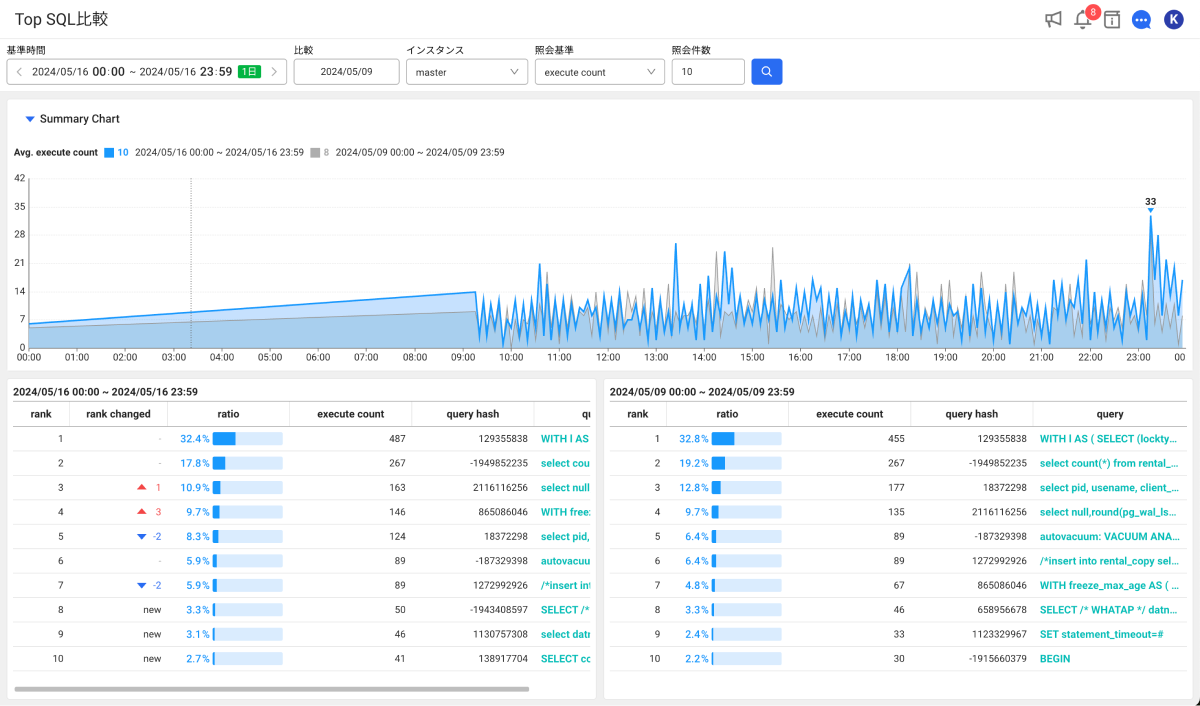 Top SQL比較
8
K
基準時間 比較 インスタンス 照会基準 照会件数
2024/05/16 00:00 ~ 2024/05/16 23:59 1日 2024/05/09 master execute count 10
Summary Chart
Avg. execute count 10 2024/05/16 00:00 ~ 2024/05/16 23:59 8 2024/05/09 00:00 ~ 2024/05/09 23:59
42
35
28
21
14
7
0
33
00:00 01:00 02:00 03:00 04:00 05:00 06:00 07:00 08:00 09:00 10:00 11:00 12:00 13:00 14:00 15:00 16:00 17:00 18:00 19:00 20:00 21:00 22:00 23:00 00
2024/05/16 00:00 ~ 2024/05/16 23:59
rank rank changed ratio execute count query hash qu
1 - 32.4% 487 129355838 WITH l AS
2 - 17.8% 267 -1949852235 select cou
3 1 10.9% 163 2116116256 select null
4 3 9.7% 146 865086046 WITH free
5 -2 8.3% 124 18372298 select pid,
6 - 5.9% 89 -187329398 autovacuu
7 -2 5.9% 89 1272992926 /*insert int
8 new 3.3% 50 -1943408597 SELECT /*
9 new 3.1% 46 1130757308 select datn
10 new 2.7% 41 138917704 SELECT co
2024/05/09 00:00 ~ 2024/05/09 23:59
rank ratio execute count query hash query
1 32.8% 455 129355838 WITH l AS ( SELECT (lockty...
2 19.2% 267 -1949852235 select count(*) from rental_...
3 12.8% 177 18372298 select pid, usename, client_...
4 9.7% 135 2116116256 select null,round(pg_wal_ls...
5 6.4% 89 -187329398 autovacuum: VACUUM ANA...
6 6.4% 89 1272992926 /*insert into rental_copy sel...
7 4.8% 67 865086046 WITH freeze_max_age AS ( ...
8 3.3% 46 658956678 SELECT /* WHATAP */ datn...
9 2.4% 33 1123329967 SET statement_timeout=#
10 2.2% 30 -1915660379 BEGIN